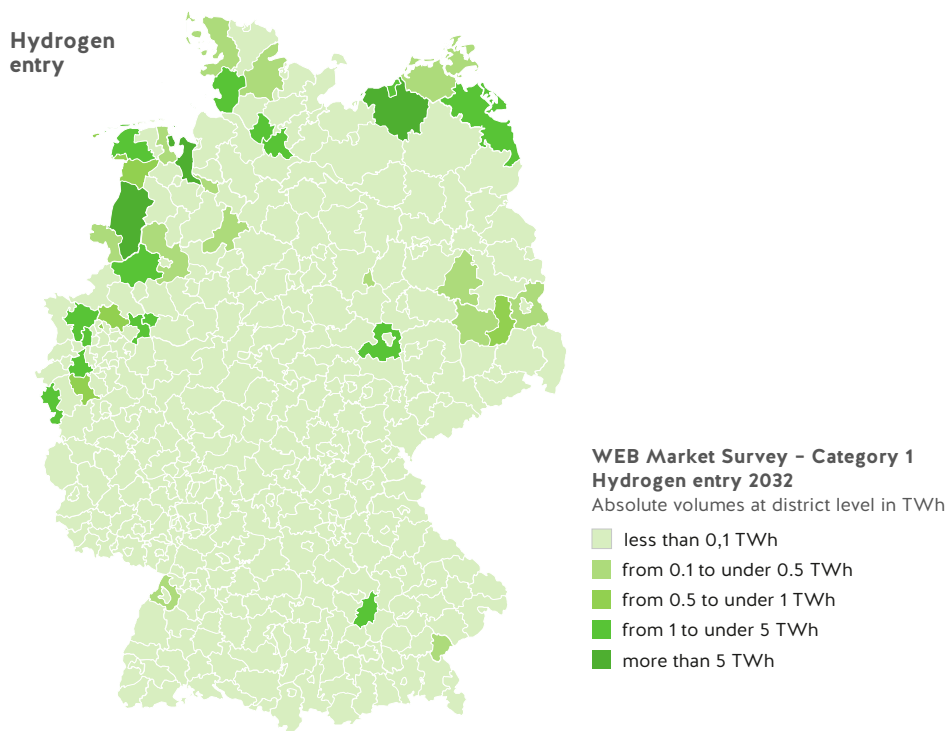 Hydrogen
entry
WEB Market Survey – Category 1
Hydrogen entry 2032
Absolute volumes at district level in TWh
less than 0,1 TWh
from 0.1 to under 0.5 TWh
from 0.5 to under 1 TWh
from 1 to under 5 TWh
more than 5 TWh